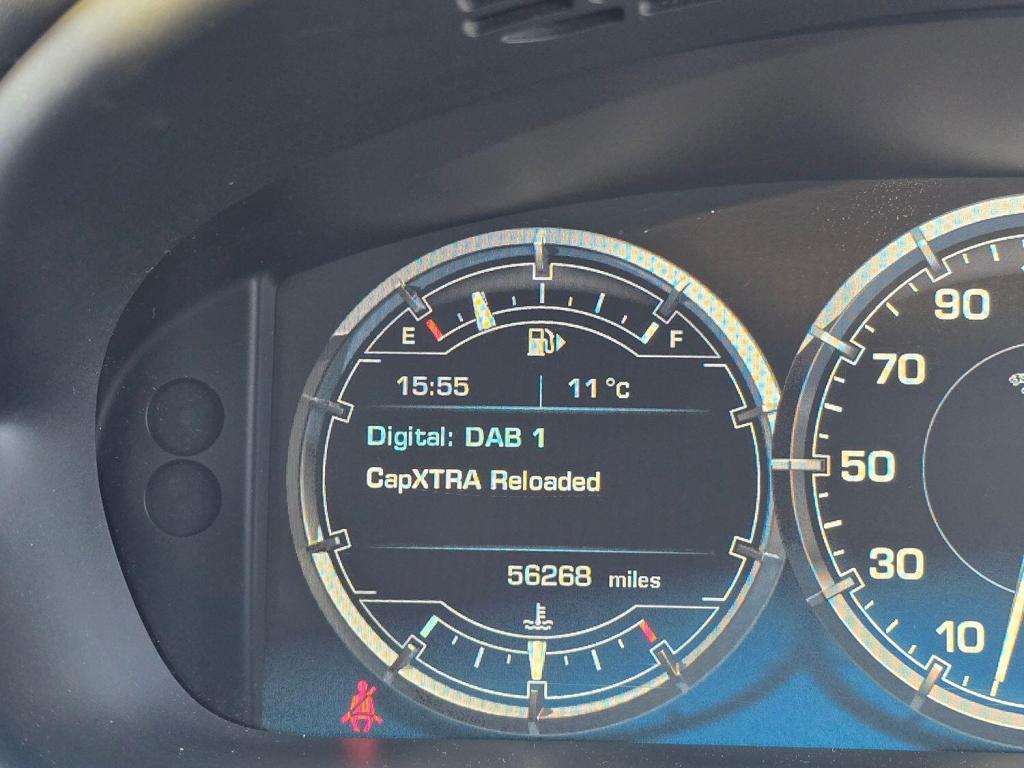 E F
15:55 11°C
Digital: DAB 1
CapXTRA Reloaded
56268 miles
90
70
50
30
10